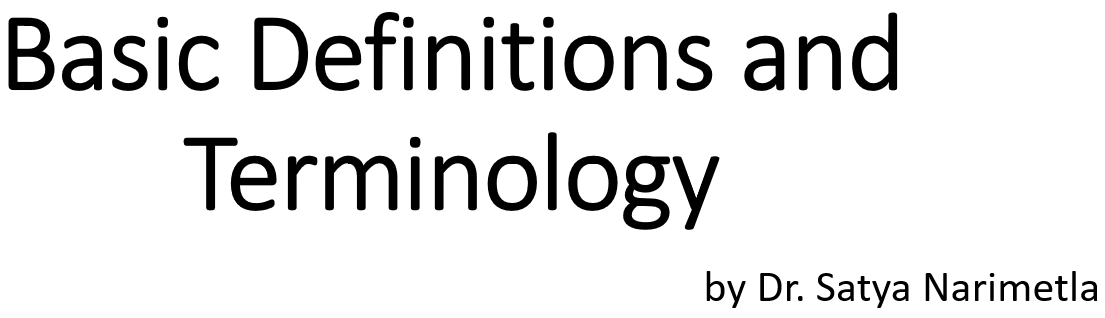 Basic Definitions and
Terminology
by Dr. Satya Narimetla